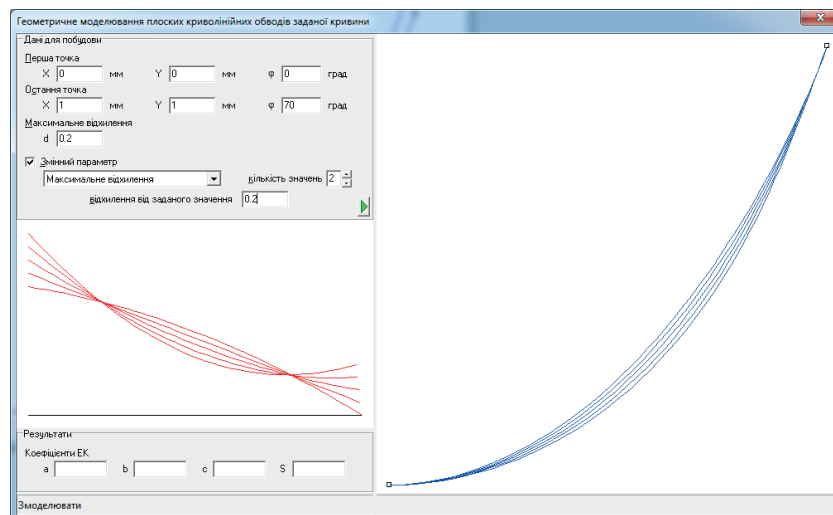 Геометричне моделювання плоских криволінійних обводів заданої кривини
Дані для побудови
Перша точка
X 0 мм Y 0 мм φ 0 град
Остання точка
X 1 мм Y 1 мм φ 70 град
Максимальне відхилення
d 0.2
Змінний параметр
Максимальне відхилення кількість значень 2
відхилення від заданого значення 0.2
Результати
Коефіцієнти ЕК
a b c S
Змоделювати